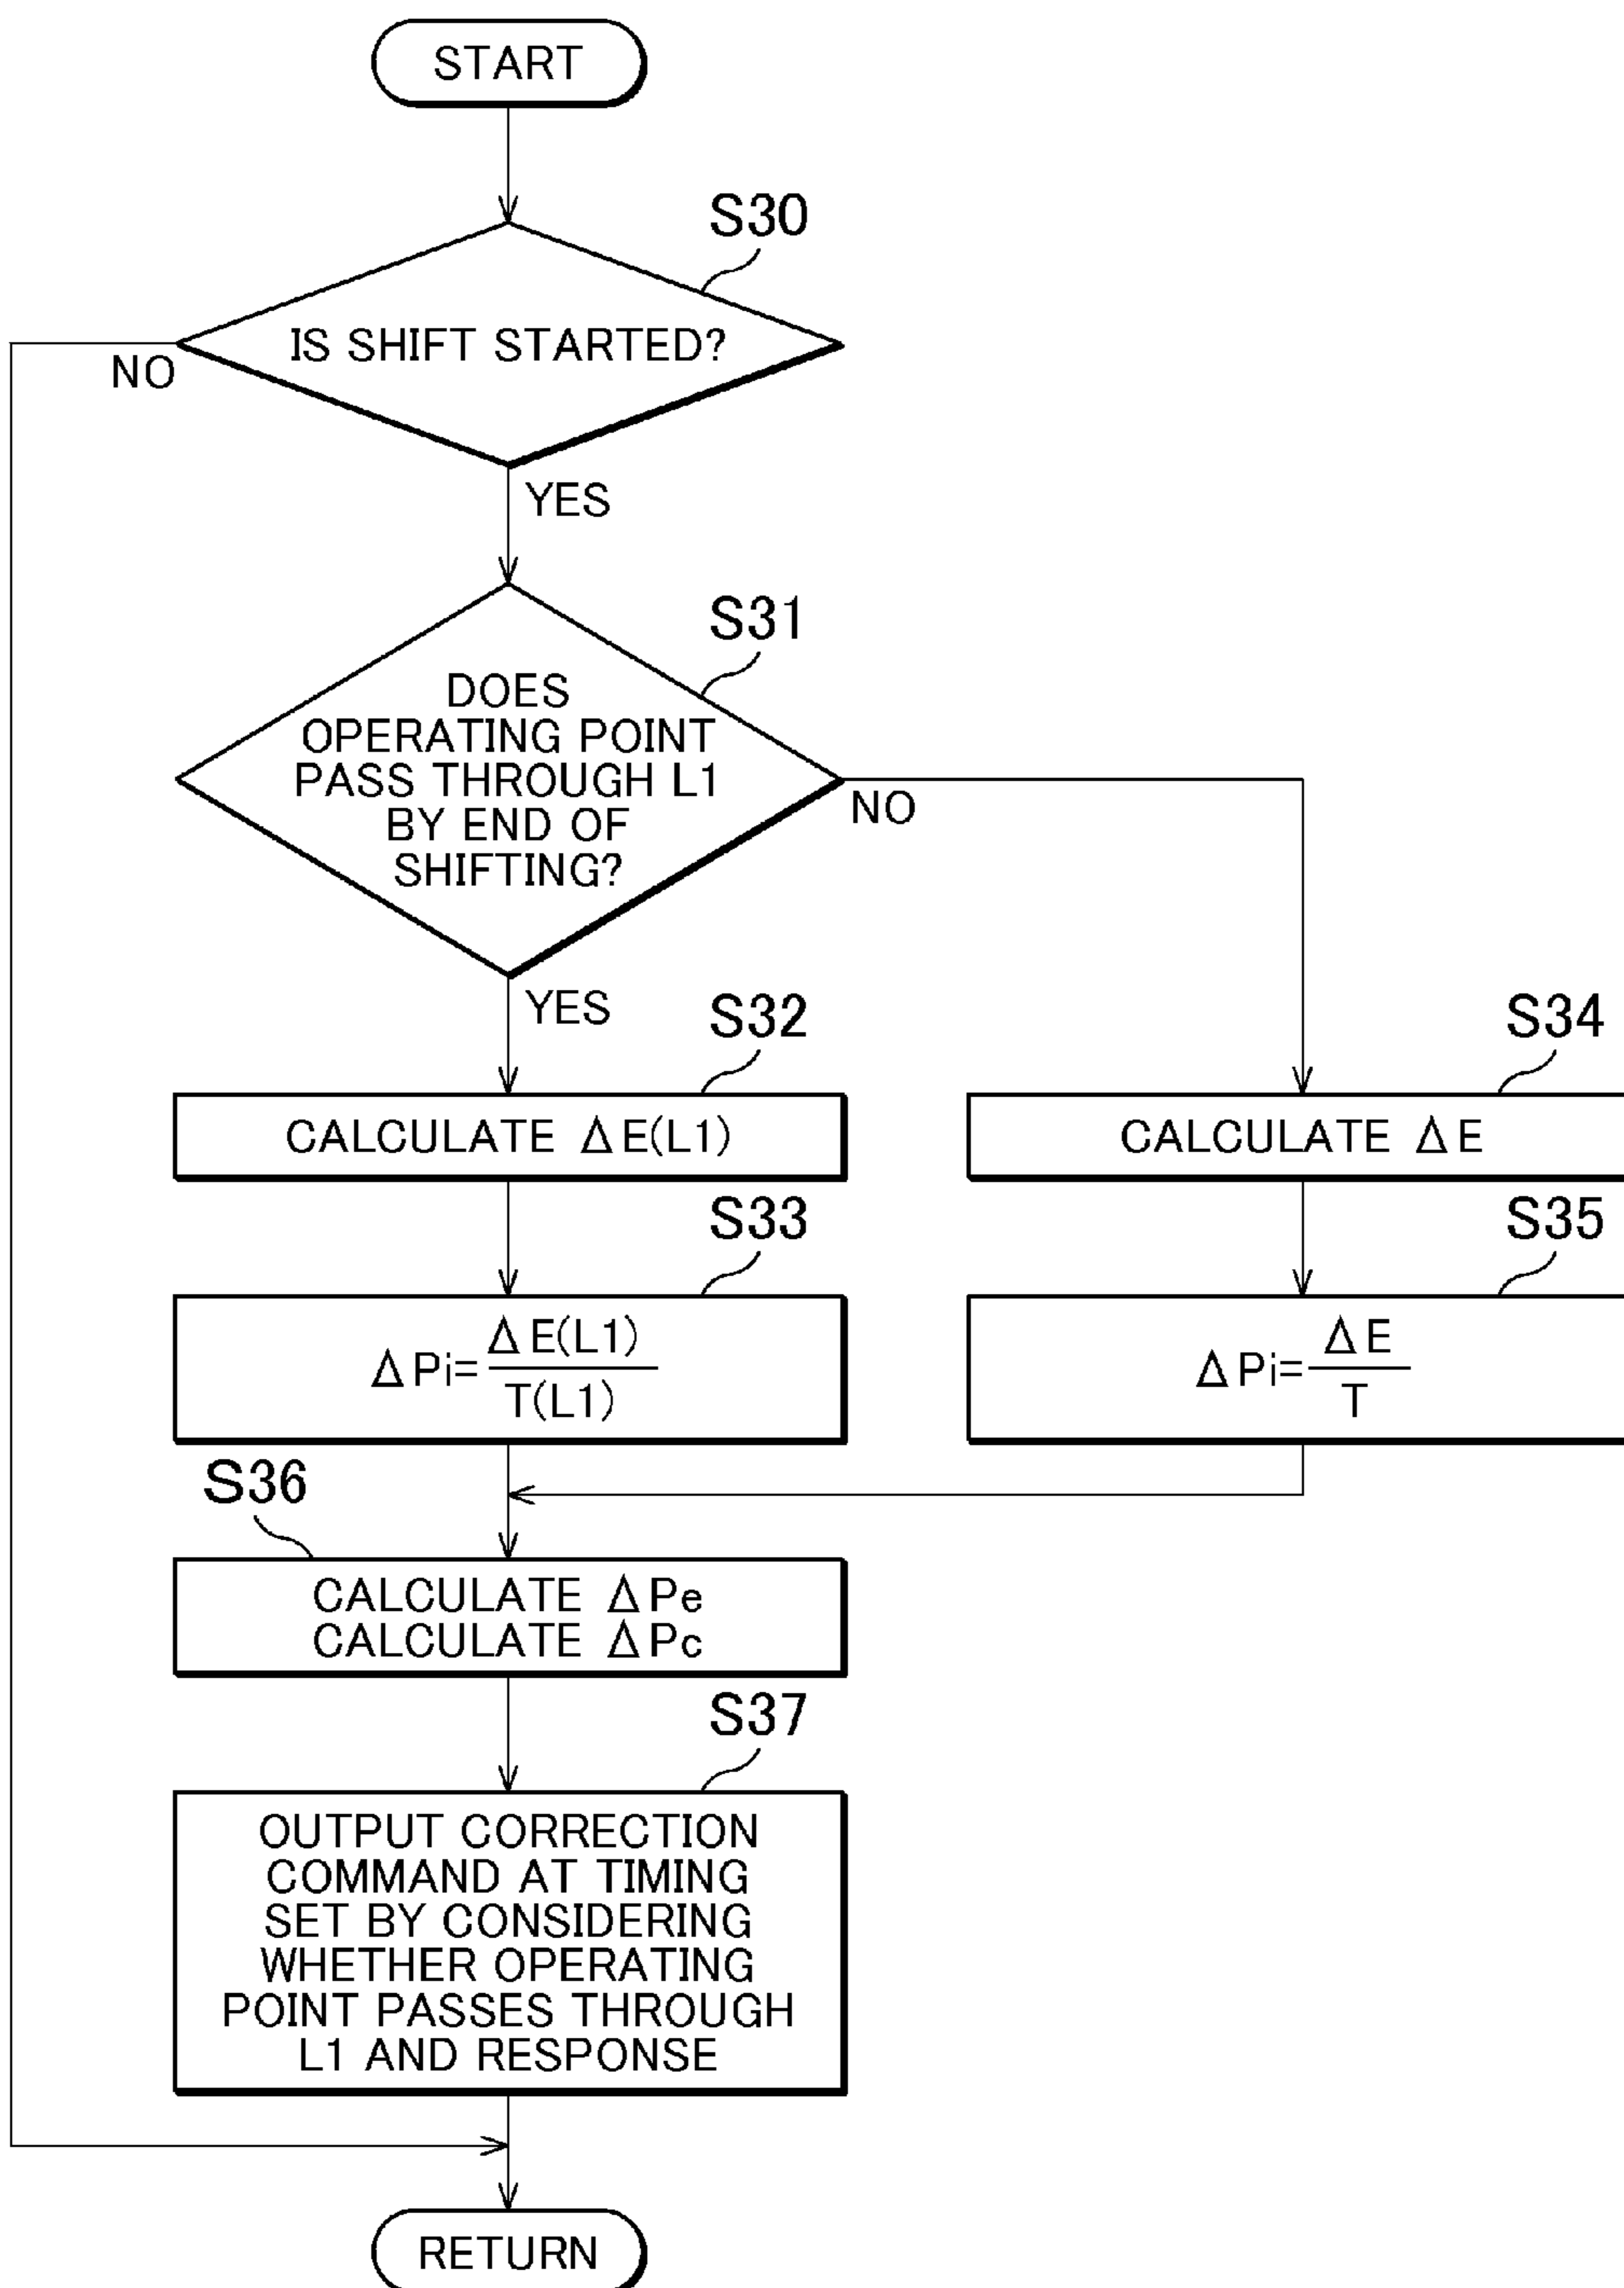 START
S30
IS SHIFT STARTED?
NO
YES
S31
DOES
OPERATING POINT
PASS THROUGH L1
BY END OF
SHIFTING?
NO
YES
S32
CALCULATE ΔE(L1)
S34
CALCULATE ΔE
S33
ΔPi=ΔE(L1)/T(L1)
S35
ΔPi=ΔE/T
S36
CALCULATE ΔPe
CALCULATE ΔPc
S37
OUTPUT CORRECTION
COMMAND AT TIMING
SET BY CONSIDERING
WHETHER OPERATING
POINT PASSES THROUGH
L1 AND RESPONSE
RETURN